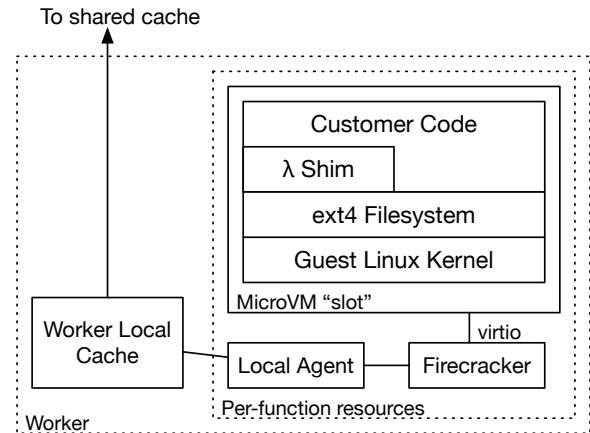 To shared cache
Customer Code
λ Shim
ext4 Filesystem
Guest Linux Kernel
MicroVM “slot”
virtio
Worker Local
Cache
Local Agent
Firecracker
Per-function resources
Worker